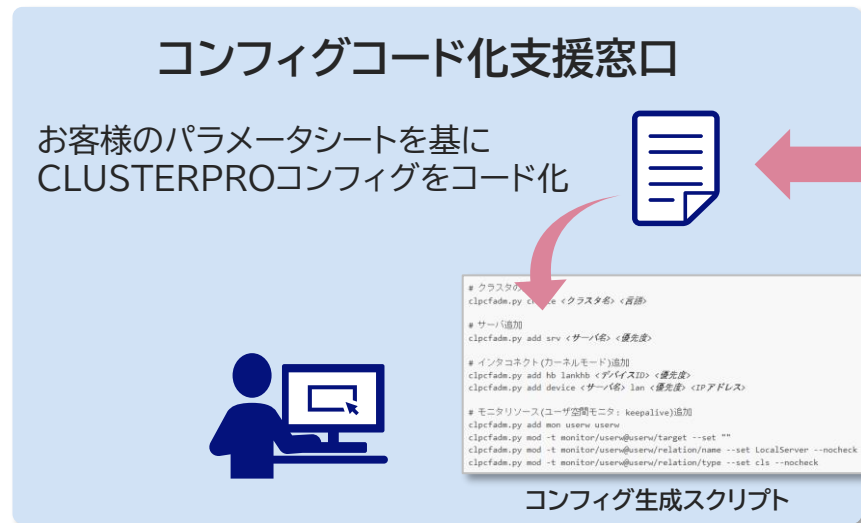 コンフィグコード化支援窓口
お客様のパラメータシートを基に
CLUSTERPROコンフィグをコード化
# クラスタの
clpcfadm.py <クラスタ名> <言語>
# サーバ追加
clpcfadm.py add srv <サーバ名> <優先度>
# インタコネクト(カーネルモード)追加
clpcfadm.py add hb lankhb <デバイスID> <優先度>
clpcfadm.py add device <サーバ名> lan <優先度> <IPアドレス>
# モニタリソース(ユーザ空間モニタ: keepalive)追加
clpcfadm.py add mon userw userw
clpcfadm.py mod -t monitor/userw@userw/target --set ""
clpcfadm.py mod -t monitor/userw@userw/relation/name --set LocalServer --nocheck
clpcfadm.py mod -t monitor/userw@userw/relation/type --set cls --nocheck
コンフィグ生成スクリプト